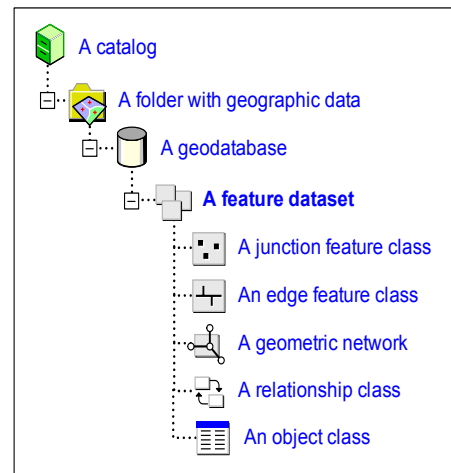 A catalog
A folder with geographic data
A geodatabase
A feature dataset
A junction feature class
An edge feature class
A geometric network
A relationship class
An object class